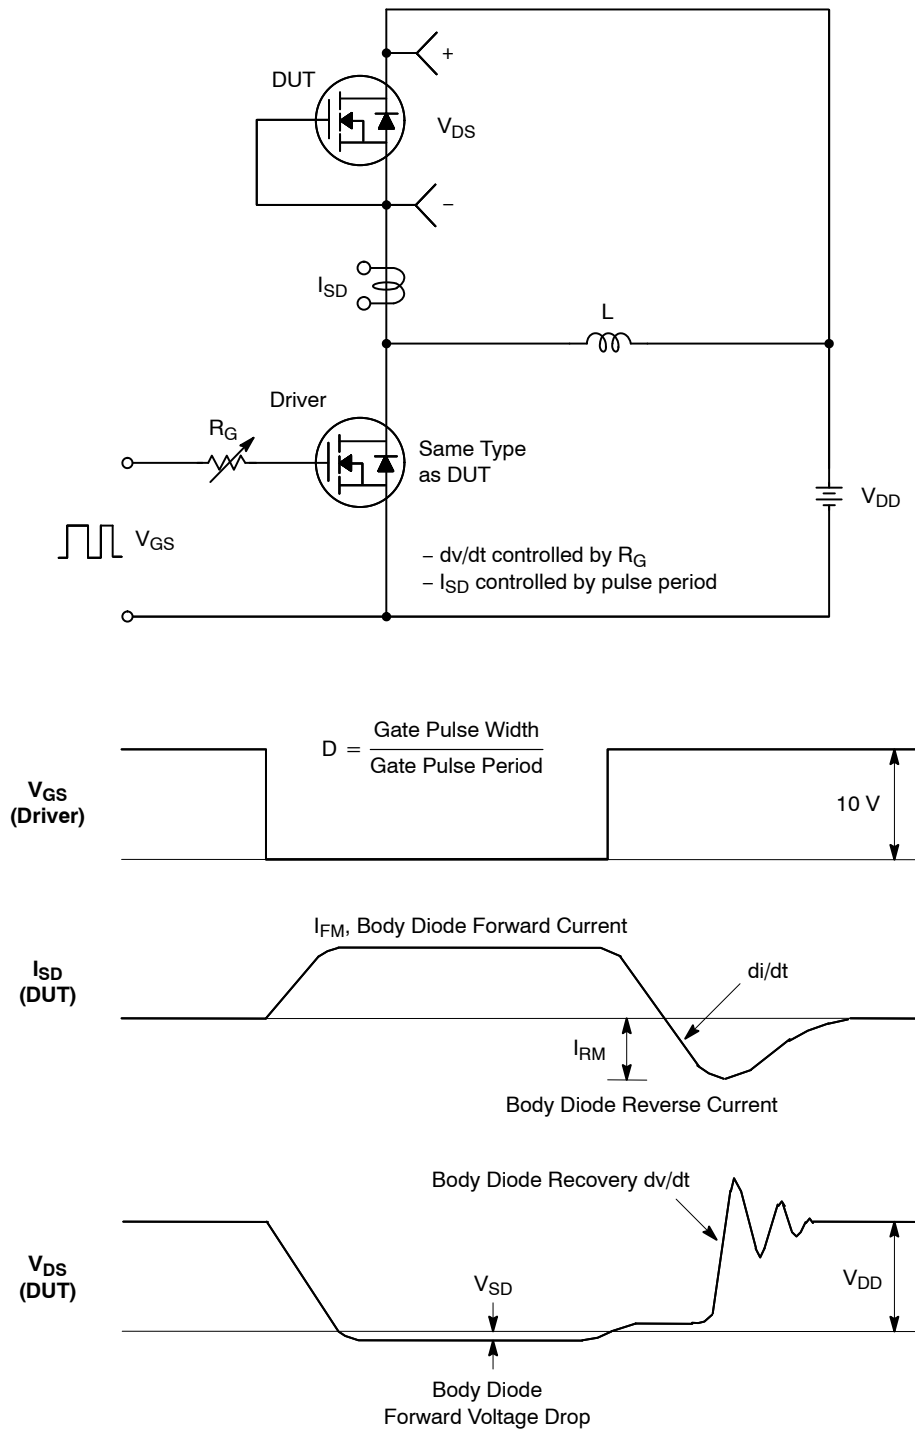 +
DUT
V_DS
−
I_SD
L
Driver
R_G
Same Type
as DUT
V_DD
V_GS
− dv/dt controlled by R_G
− I_SD controlled by pulse period
D = Gate Pulse Width
Gate Pulse Period
V_GS
(Driver)
10 V
I_FM, Body Diode Forward Current
I_SD
(DUT)
di/dt
I_RM
Body Diode Reverse Current
Body Diode Recovery dv/dt
V_DS
(DUT)
V_SD
V_DD
Body Diode
Forward Voltage Drop